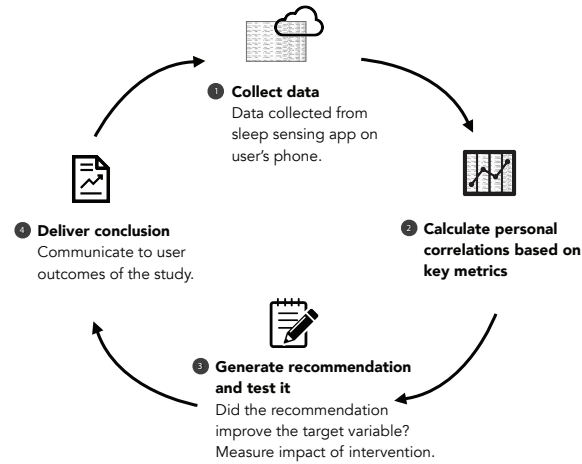 1 Collect data
Data collected from
sleep sensing app on
user's phone.
2 Calculate personal
correlations based on
key metrics
3 Generate recommendation
and test it
Did the recommendation
improve the target variable?
Measure impact of intervention.
4 Deliver conclusion
Communicate to user
outcomes of the study.